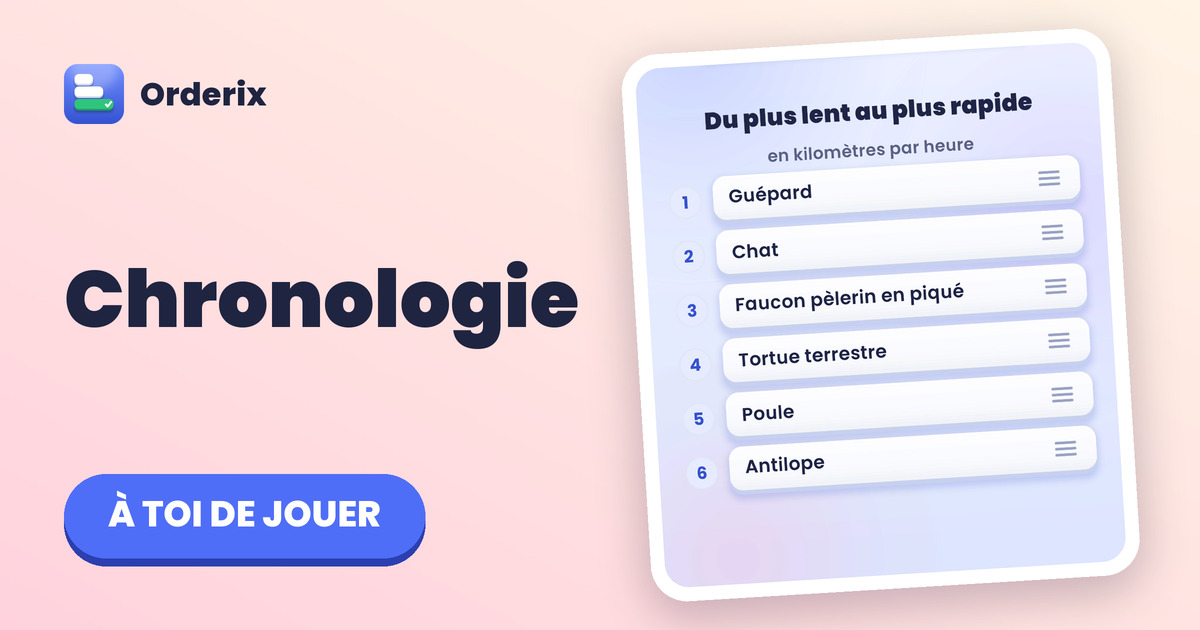 Orderix
Chronologie
À TOI DE JOUER
Du plus lent au plus rapide
en kilomètres par heure
1 Guépard
2 Chat
3 Faucon pèlerin en piqué
4 Tortue terrestre
5 Poule
6 Antilope